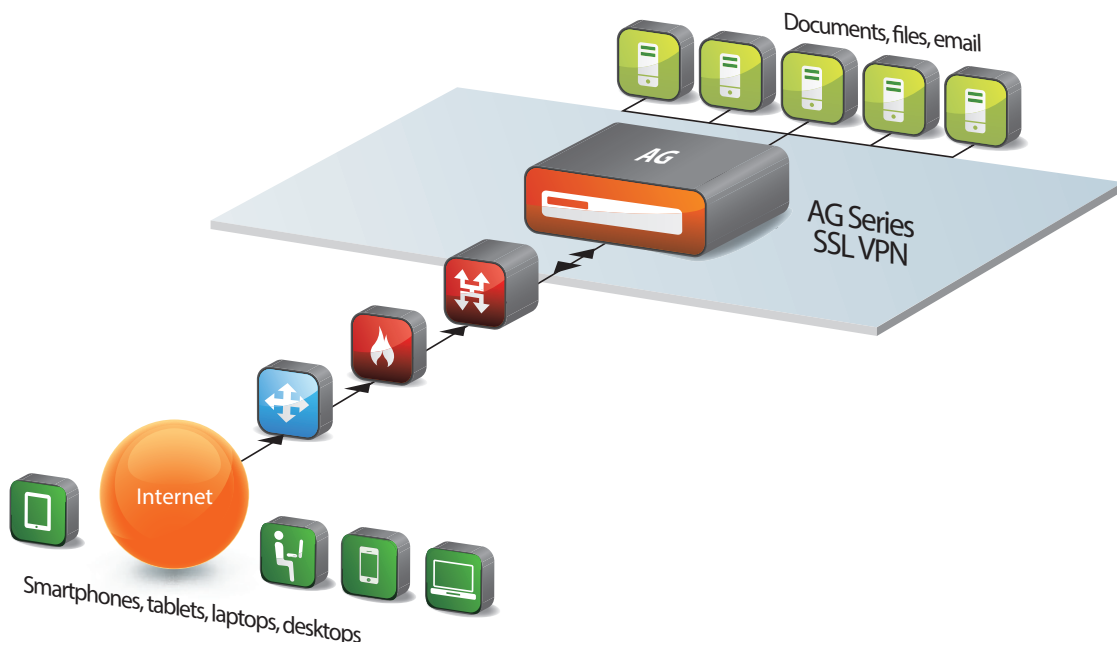 Documents, files, email
AG
AG Series
SSL VPN
Internet
Smartphones, tablets, laptops, desktops